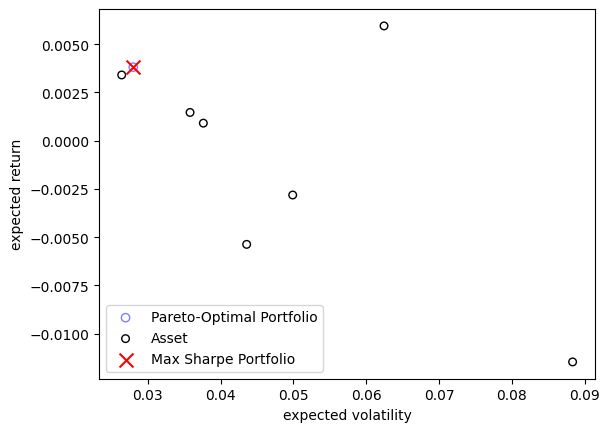 0.0050
0.0025
0.0000
−0.0025
−0.0050
−0.0075
−0.0100
expected return
Pareto-Optimal Portfolio
Asset
Max Sharpe Portfolio
0.03 0.04 0.05 0.06 0.07 0.08 0.09
expected volatility